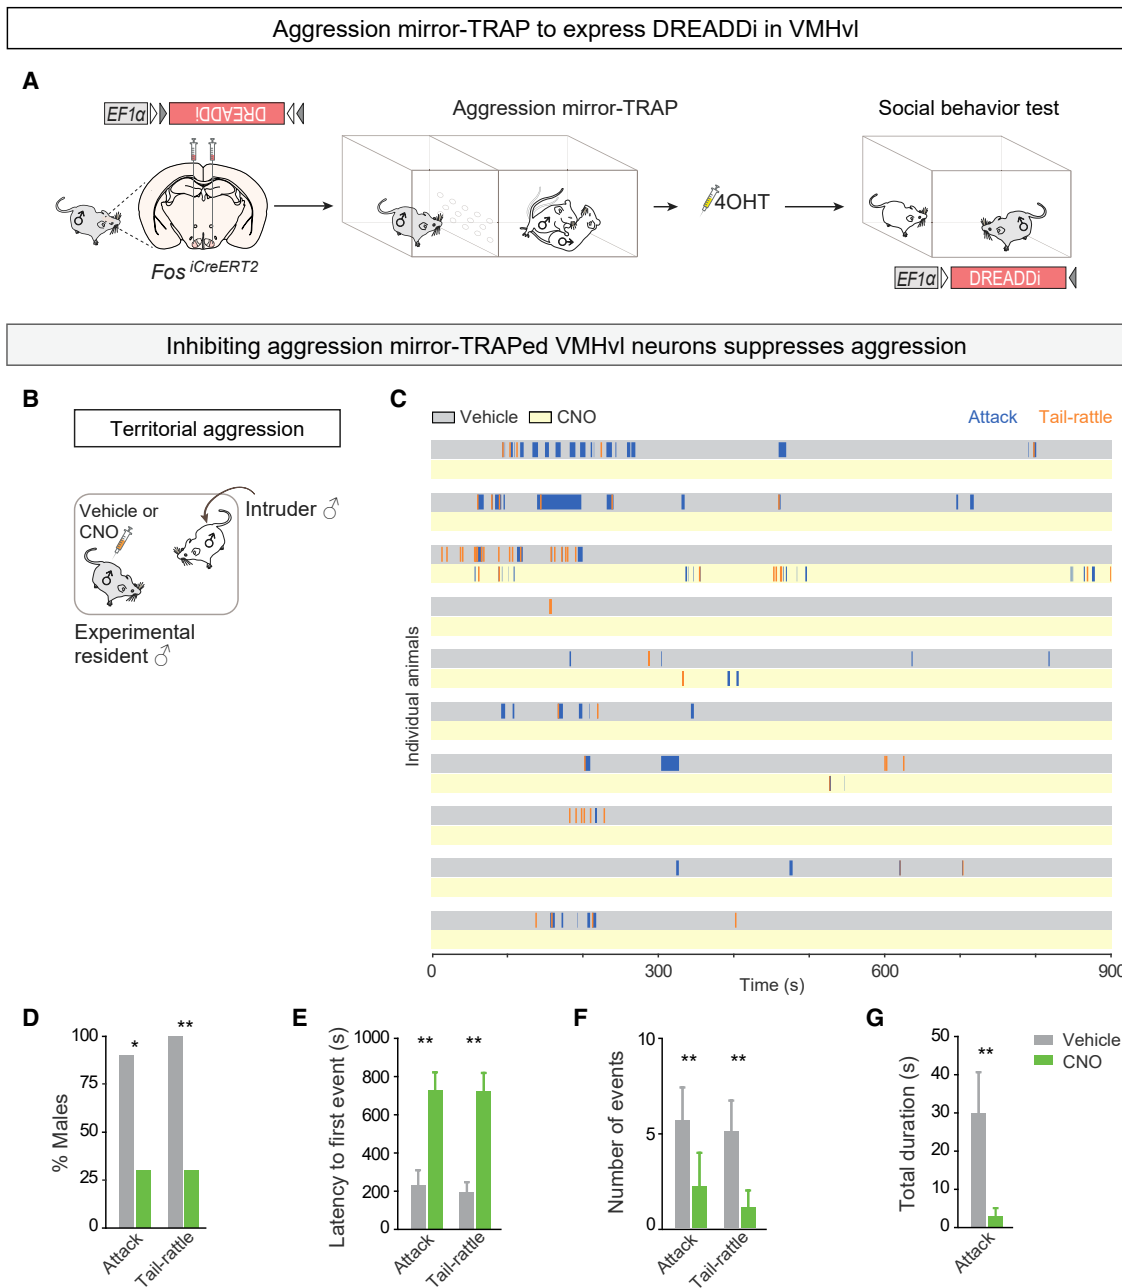 Aggression mirror-TRAP to express DREADDi in VMHvl
A
EF1α DREADDi
Aggression mirror-TRAP
Social behavior test
4OHT
Fos iCreERT2
EF1α DREADDi
Inhibiting aggression mirror-TRAPed VMHvl neurons suppresses aggression
B
Territorial aggression
Vehicle or
CNO
Intruder ♂
Experimental
resident ♂
C
Vehicle CNO Attack Tail-rattle
Individual animals
0 300 600 900
Time (s)
D
% Males
100
75
50
25
0
* **
Attack Tail-rattle
E
Latency to first event (s)
1000
800
600
400
200
0
** **
Attack Tail-rattle
F
Number of events
10
5
0
** **
Attack Tail-rattle
G
Total duration (s)
50
40
30
20
10
0
**
Attack
Vehicle
CNO